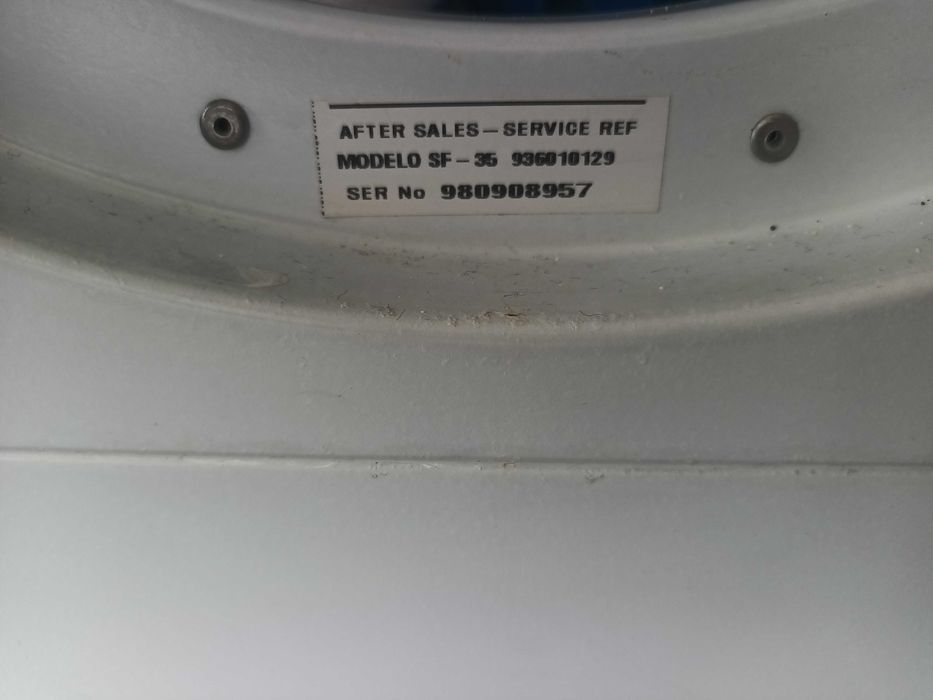 AFTER SALES-SERVICE REF
MODELO SF-35 936010129
SER No 980908957